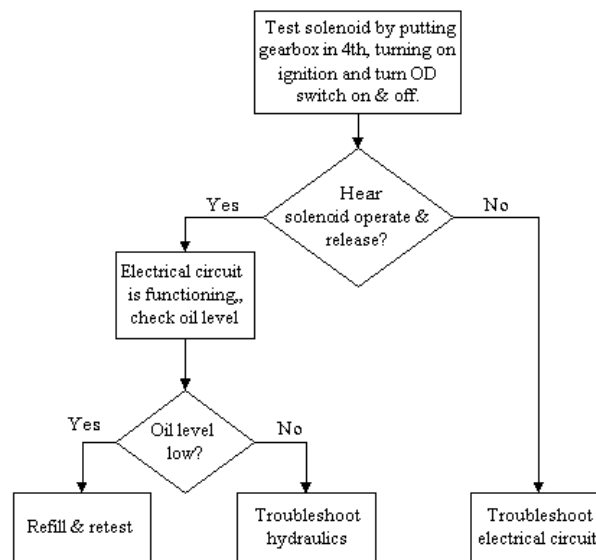 Test solenoid by putting
gearbox in 4th, turning on
ignition and turn OD
switch on & off.
Hear
solenoid operate &
release?
Yes
No
Electrical circuit
is functioning,,
check oil level
Yes
Oil level
low?
No
Refill & retest
Troubleshoot
hydraulics
Troubleshoot
electrical circuit